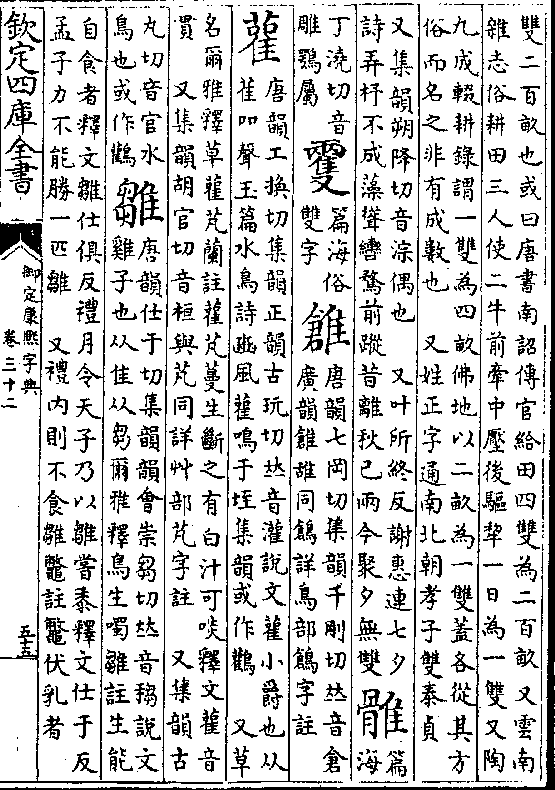 雙二百畝也或曰唐書南詔傳官給田四雙為二百畝 又雲南
雜志俗耕田三人使二牛前牽中壓後驅犂一日為一雙又陶
九成輟耕錄謂一雙為四畝佛地以二畝為一雙蓋各從其方
俗而名之非有成數也 又姓正字通南北朝孝子雙泰貞
又集韻朔降切音淙偶也 又叶所終反謝惠連七夕
詩弄杼不成藻聳轡騖前蹤昔離秋已兩今聚夕無雙 䧳 篇海
丁澆切音
雕鶚屬 䨥 篇海俗
雙字 雂 唐韻七岡切集韻千剛切𠀤音倉
廣韻雂雃同鶬詳鳥部鶬字註
雚 唐韻工換切集韻正韻古玩切𠀤音灌說文雚小爵也从
萑吅聲玉篇水鳥詩豳風雚鳴于垤集韻或作鸛 又草
名爾雅釋草雚芄蘭註雚芄蔓生斷之有白汁可啖釋文雚音
貫 又集韻胡官切音桓與芄同詳艸部芄字註 又集韻古
丸切音官水
鳥也或作鸛 雛 唐韻仕于切集韻韻會崇芻切𠀤音𥠵說文
雞子也从隹从芻爾雅釋鳥生噣雛註生能
自食者釋文雛仕俱反禮月令天子乃以雛嘗黍釋文仕于反
孟子力不能勝一匹雛 又禮內則不食雛鼈註鼈伏乳者
欽定四庫全書
御定康熙字典
卷三十二
五十五